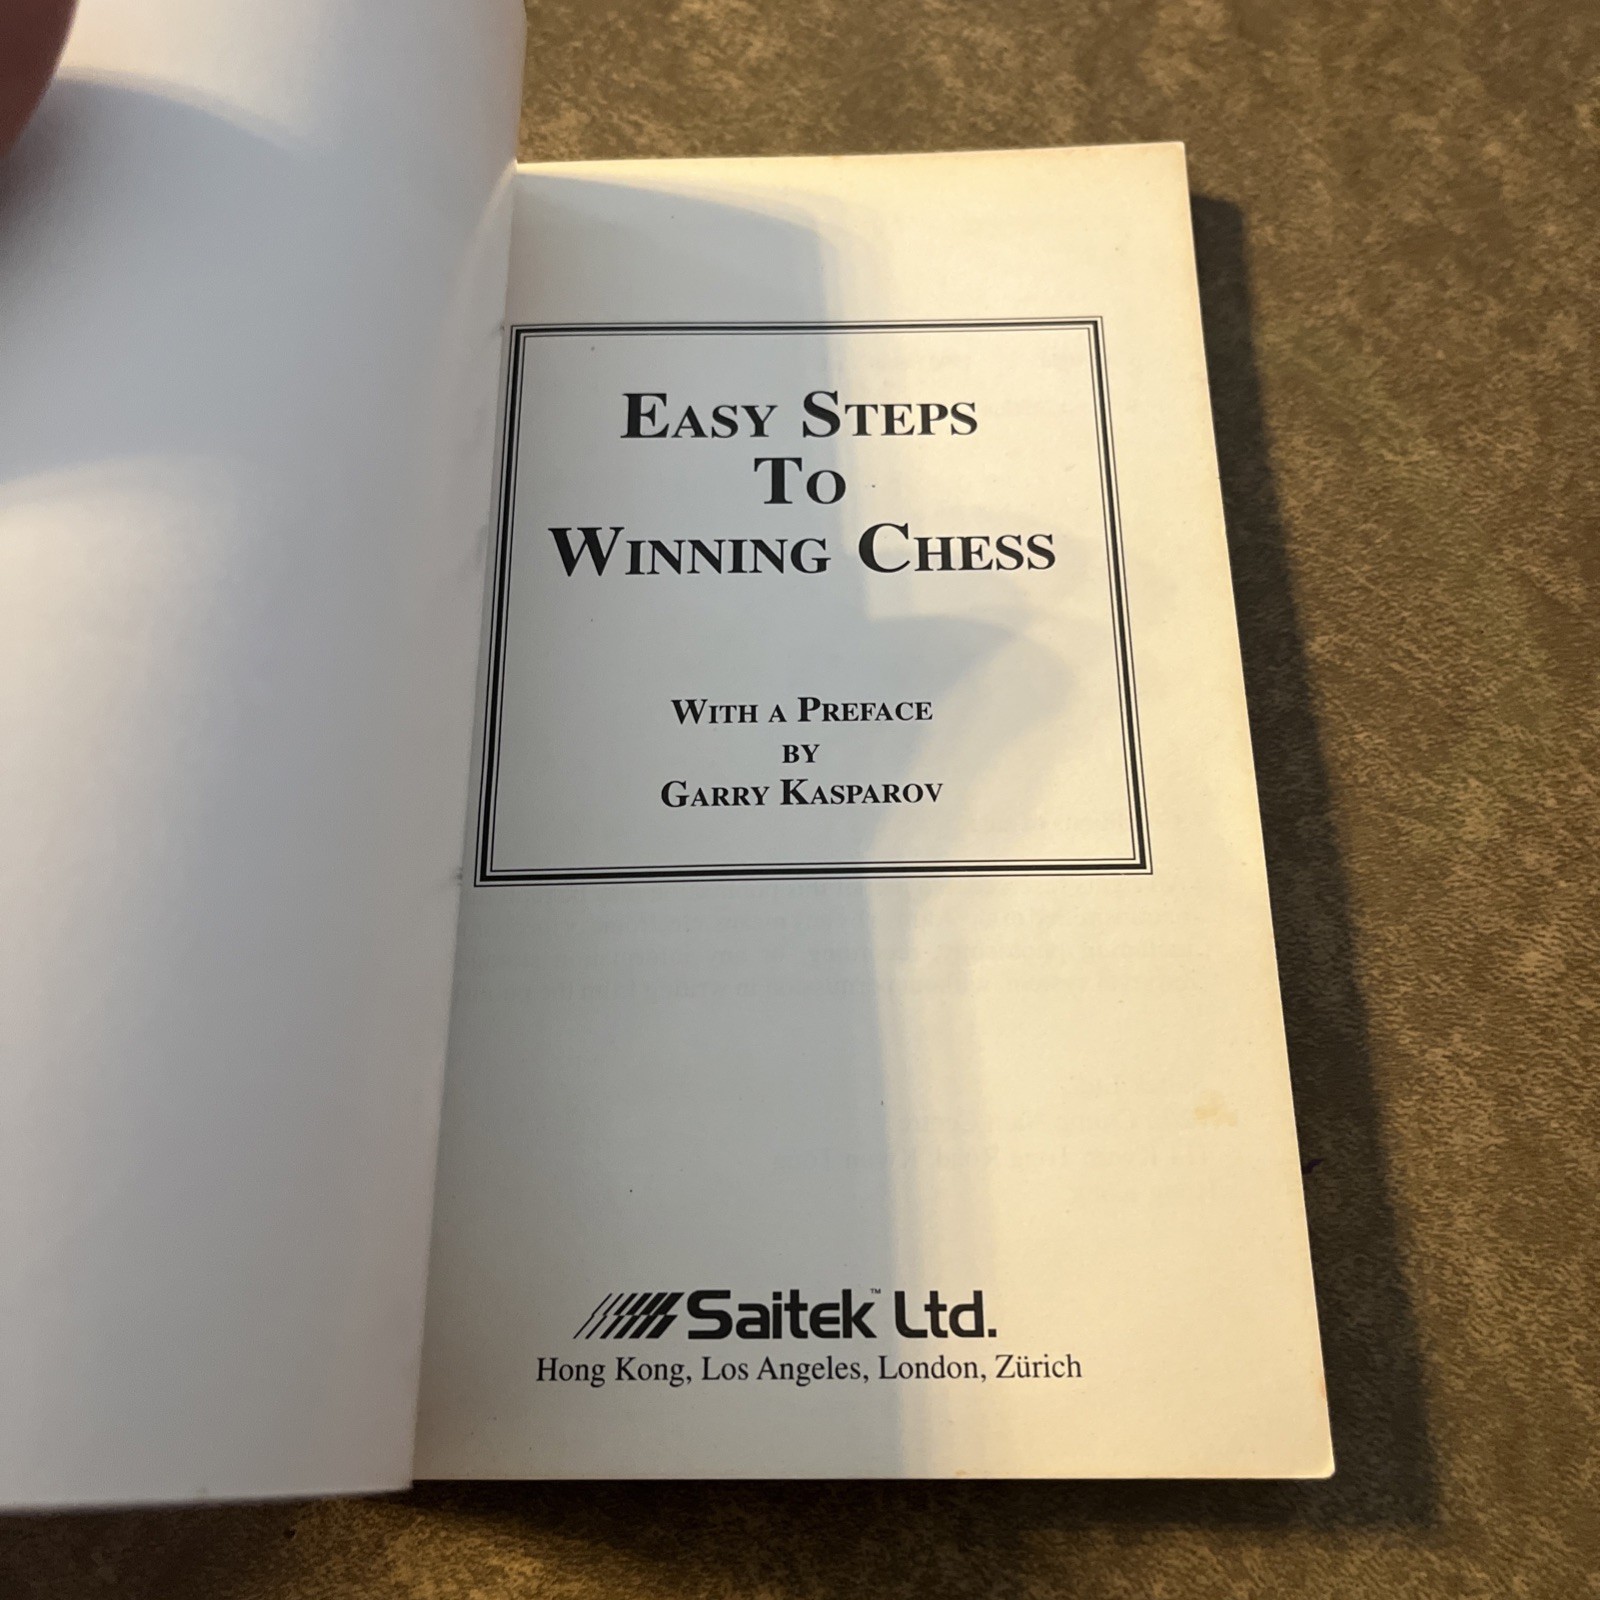 EASY STEPS
TO
WINNING CHESS
WITH A PREFACE
BY
GARRY KASPAROV
Saitek™ Ltd.
Hong Kong, Los Angeles, London, Zürich